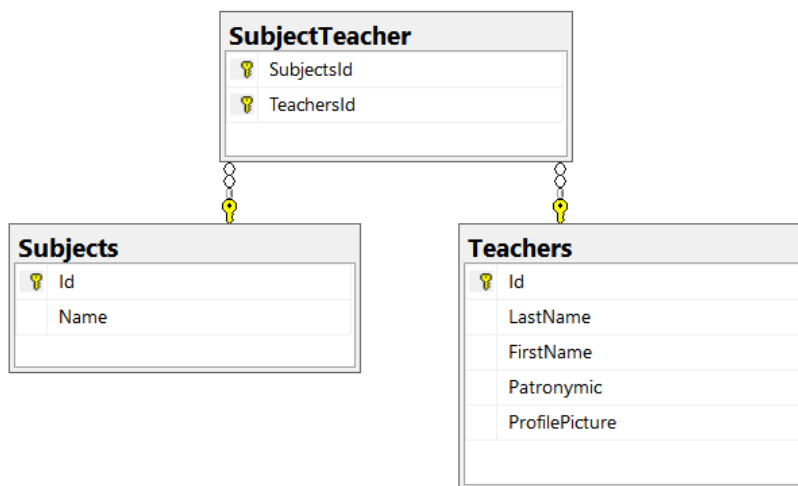 SubjectTeacher
SubjectsId
TeachersId
Subjects
Id
Name
Teachers
Id
LastName
FirstName
Patronymic
ProfilePicture